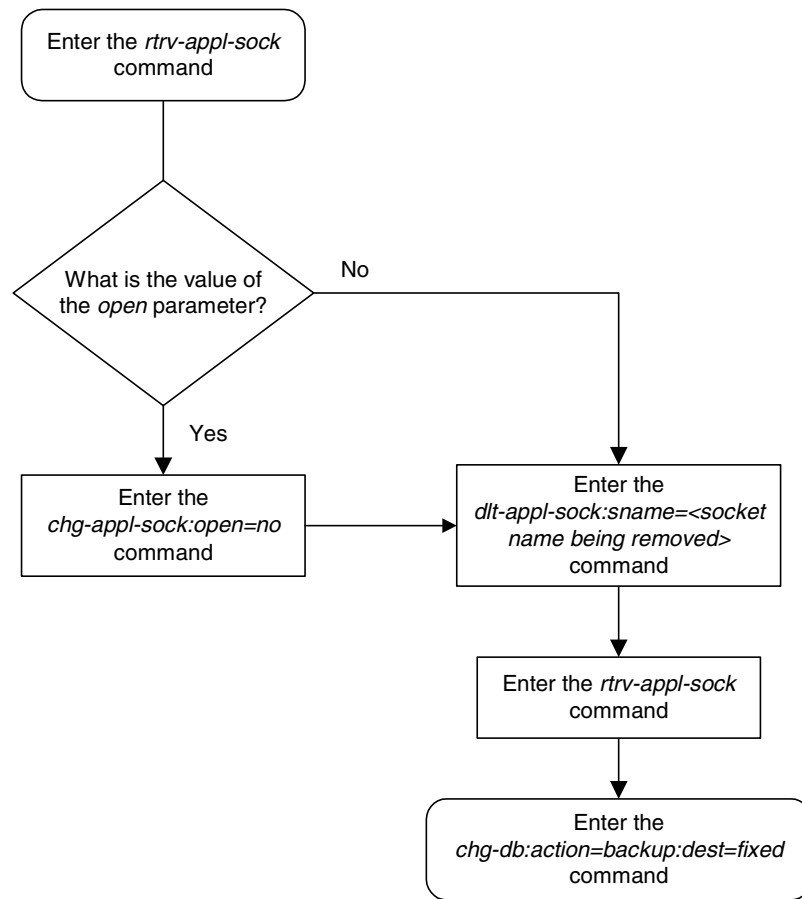 Enter the rtrv-appl-sock
command
What is the value of
the open parameter?
No
Yes
Enter the
chg-appl-sock:open=no
command
Enter the
dlt-appl-sock:sname=<socket
name being removed>
command
Enter the rtrv-appl-sock
command
Enter the
chg-db:action=backup:dest=fixed
command